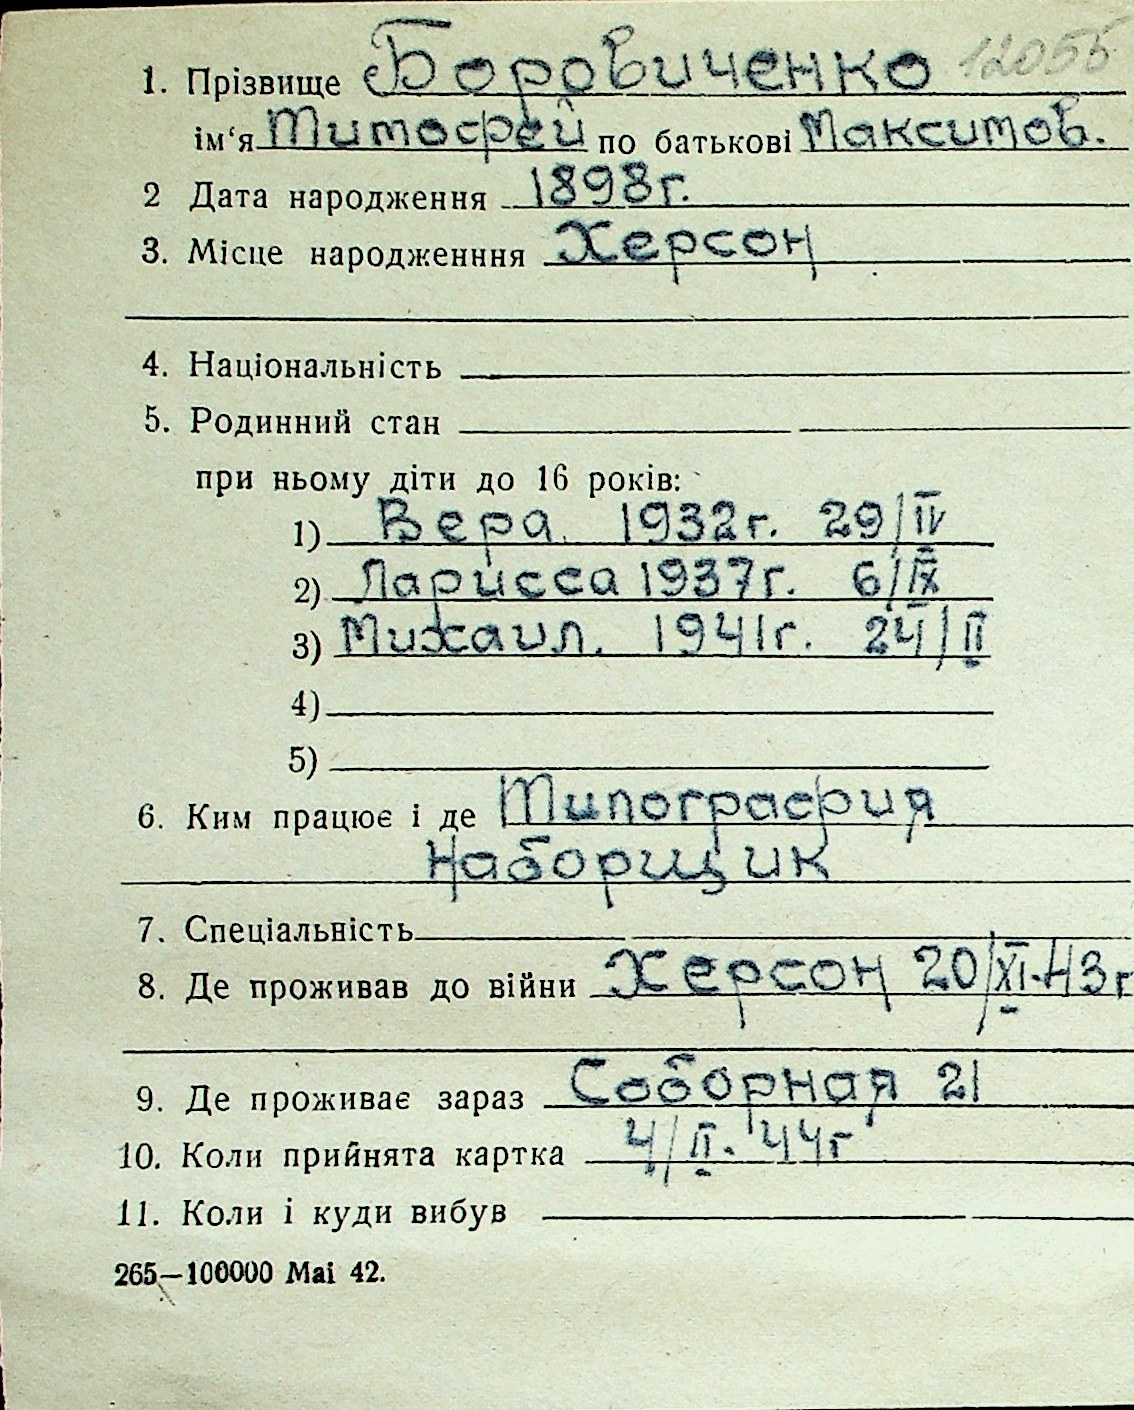 12055
1. Прізвище Боровиченко
ім‘я Тимофей по батькові Максимов.
2 Дата народження 1898г.
3. Місце народженння Херсон
4. Національність
5. Родинний стан
при ньому діти до 16 років:
1) Вера. 1932г. 29/IV
2) Ларисса 1937г. 6/IX
3) Михаил. 1941г. 24/II
4)
5)
6. Ким працює і де Типография
Наборщик
7. Спеціальність
8. Де проживав до війни Херсон 20/XI-43г
9. Де проживає зараз Соборная 21
10. Коли прийнята картка 4/II. 44г
11. Коли і куди вибув
265—100000 Mai 42.